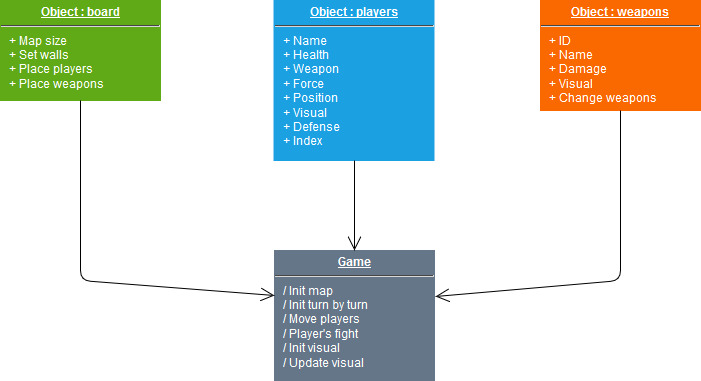 Object : board
+ Map size
+ Set walls
+ Place players
+ Place weapons
Object : players
+ Name
+ Health
+ Weapon
+ Force
+ Position
+ Visual
+ Defense
+ Index
Object : weapons
+ ID
+ Name
+ Damage
+ Visual
+ Change weapons
Game
/ Init map
/ Init turn by turn
/ Move players
/ Player's fight
/ Init visual
/ Update visual